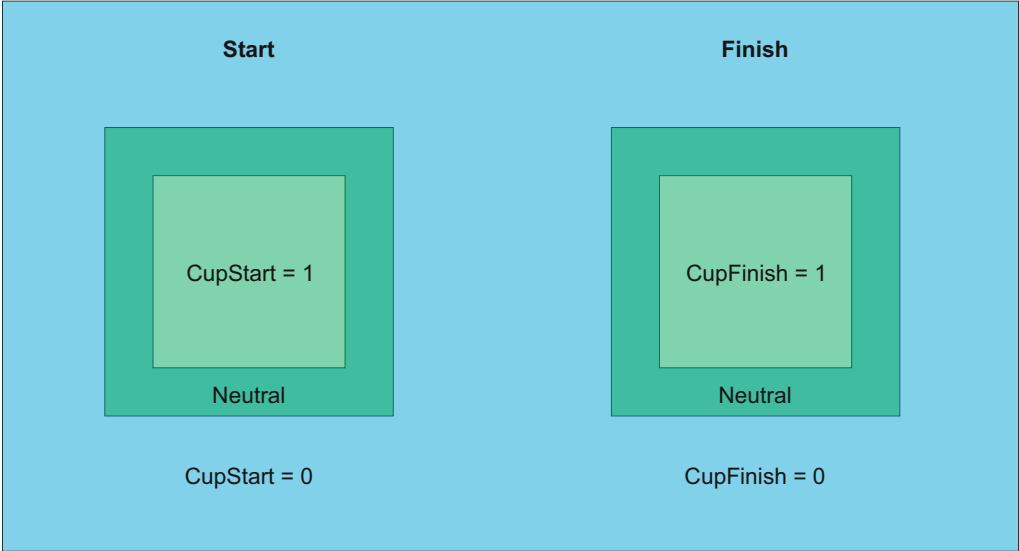 Start
Finish
CupStart = 1
CupFinish = 1
Neutral
Neutral
CupStart = 0
CupFinish = 0